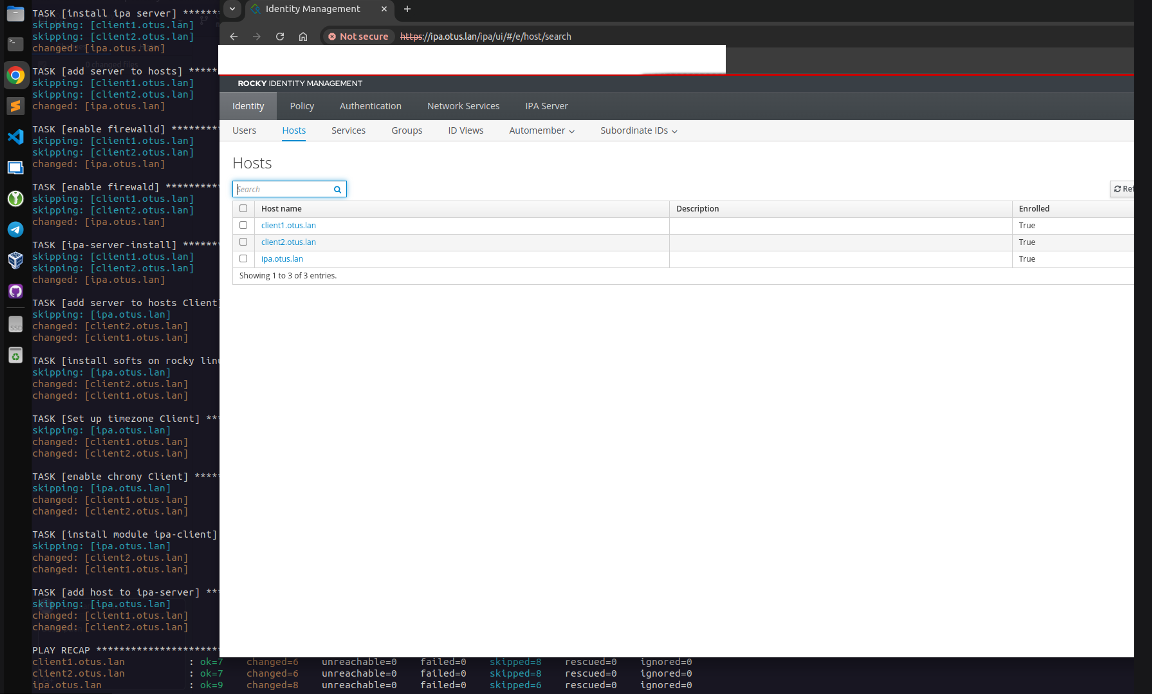 TASK [install ipa server] ******
skipping: [client1.otus.lan]
skipping: [client2.otus.lan]
changed: [ipa.otus.lan]
TASK [add server to hosts] *****
skipping: [client1.otus.lan]
skipping: [client2.otus.lan]
changed: [ipa.otus.lan]
TASK [enable firewalld] ********
skipping: [client1.otus.lan]
skipping: [client2.otus.lan]
changed: [ipa.otus.lan]
TASK [enable firewald] *********
skipping: [client1.otus.lan]
skipping: [client2.otus.lan]
changed: [ipa.otus.lan]
TASK [ipa-server-install] ******
skipping: [client1.otus.lan]
skipping: [client2.otus.lan]
changed: [ipa.otus.lan]
TASK [add server to hosts Client]
skipping: [ipa.otus.lan]
changed: [client2.otus.lan]
changed: [client1.otus.lan]
TASK [install softs on rocky linu
skipping: [ipa.otus.lan]
changed: [client2.otus.lan]
changed: [client1.otus.lan]
TASK [Set up timezone Client] **
skipping: [ipa.otus.lan]
changed: [client1.otus.lan]
changed: [client2.otus.lan]
TASK [enable chrony Client] ****
skipping: [ipa.otus.lan]
changed: [client1.otus.lan]
changed: [client2.otus.lan]
TASK [install module ipa-client]
skipping: [ipa.otus.lan]
changed: [client2.otus.lan]
changed: [client1.otus.lan]
TASK [add host to ipa-server] **
skipping: [ipa.otus.lan]
changed: [client1.otus.lan]
changed: [client2.otus.lan]
PLAY RECAP *********************
client1.otus.lan : ok=7 changed=6 unreachable=0 failed=0 skipped=8 rescued=0 ignored=0
client2.otus.lan : ok=7 changed=6 unreachable=0 failed=0 skipped=8 rescued=0 ignored=0
ipa.otus.lan : ok=9 changed=8 unreachable=0 failed=0 skipped=6 rescued=0 ignored=0
Identity Management
Not secure https://ipa.otus.lan/ipa/ui/#/e/host/search
ROCKY IDENTITY MANAGEMENT
Identity Policy Authentication Network Services IPA Server
Users Hosts Services Groups ID Views Automember Subordinate IDs
Hosts
Search
Ref
Host name Description Enrolled
client1.otus.lan True
client2.otus.lan True
ipa.otus.lan True
Showing 1 to 3 of 3 entries.